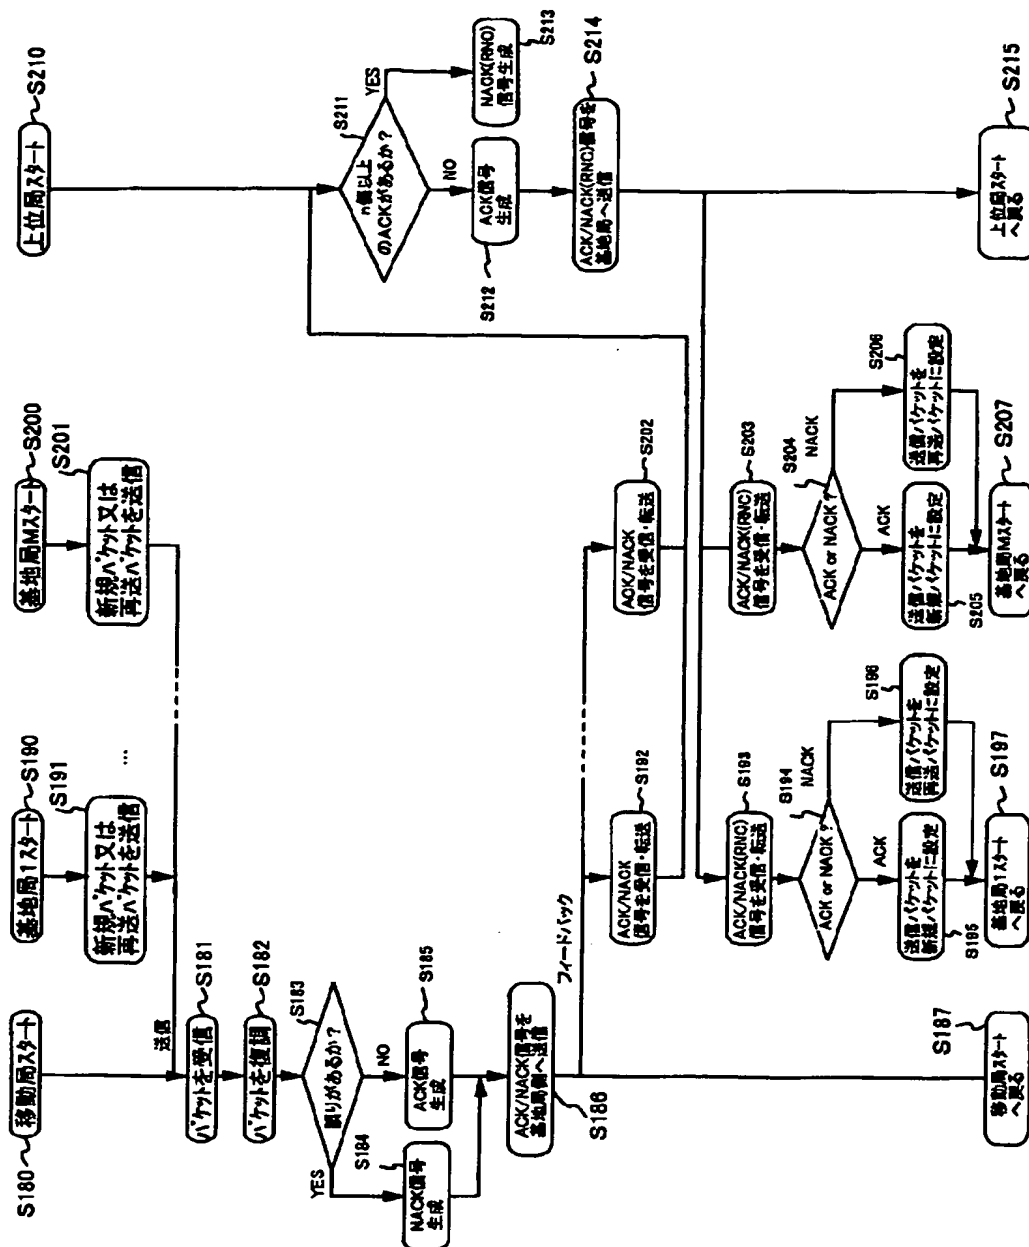 S180
移動局スタート
送信
パケットを受信
S181
パケットを復調
S182
誤りがあるか?
S183
YES
NO
NACK信号
生成
S184
ACK信号
生成
S185
ACK/NACK信号を
基地局側へ送信
S186
フィードバック
移動局スタート
へ戻る
S187
基地局1スタート
S190
新規パケット又は
再送パケットを送信
S191
...
ACK/NACK
信号を受信・転送
S192
ACK/NACK(RNC)
信号を受信・転送
S193
ACK or NACK?
S194
NACK
ACK
送信パケットを
新規パケットに設定
S195
送信パケットを
再送パケットに設定
S196
基地局1スタート
へ戻る
S197
基地局Mスタート
S200
新規パケット又は
再送パケットを送信
S201
ACK/NACK
信号を受信・転送
S202
ACK/NACK(RNC)
信号を受信・転送
S203
ACK or NACK?
S204
NACK
ACK
送信パケットを
新規パケットに設定
S205
送信パケットを
再送パケットに設定
S206
基地局Mスタート
へ戻る
S207
上位局スタート
S210
n個以上
のACKがあるか?
S211
YES
NO
ACK信号
生成
S212
NACK(RNC)
信号生成
S213
ACK/NACK(RNC)信号を
基地局へ送信
S214
上位局スタート
へ戻る
S215